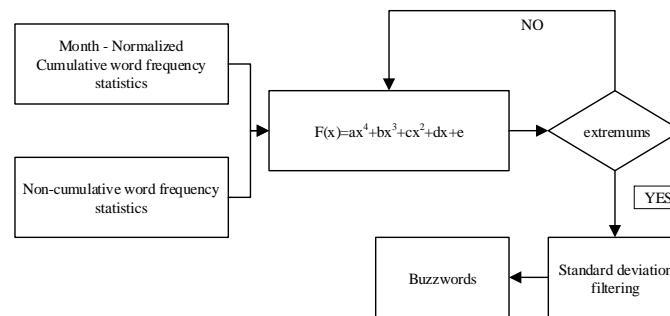 NO
Month - Normalized
Cumulative word frequency
statistics
F(x)=ax⁴+bx³+cx²+dx+e
extremums
Non-cumulative word frequency
statistics
YES
Buzzwords
Standard deviation
filtering